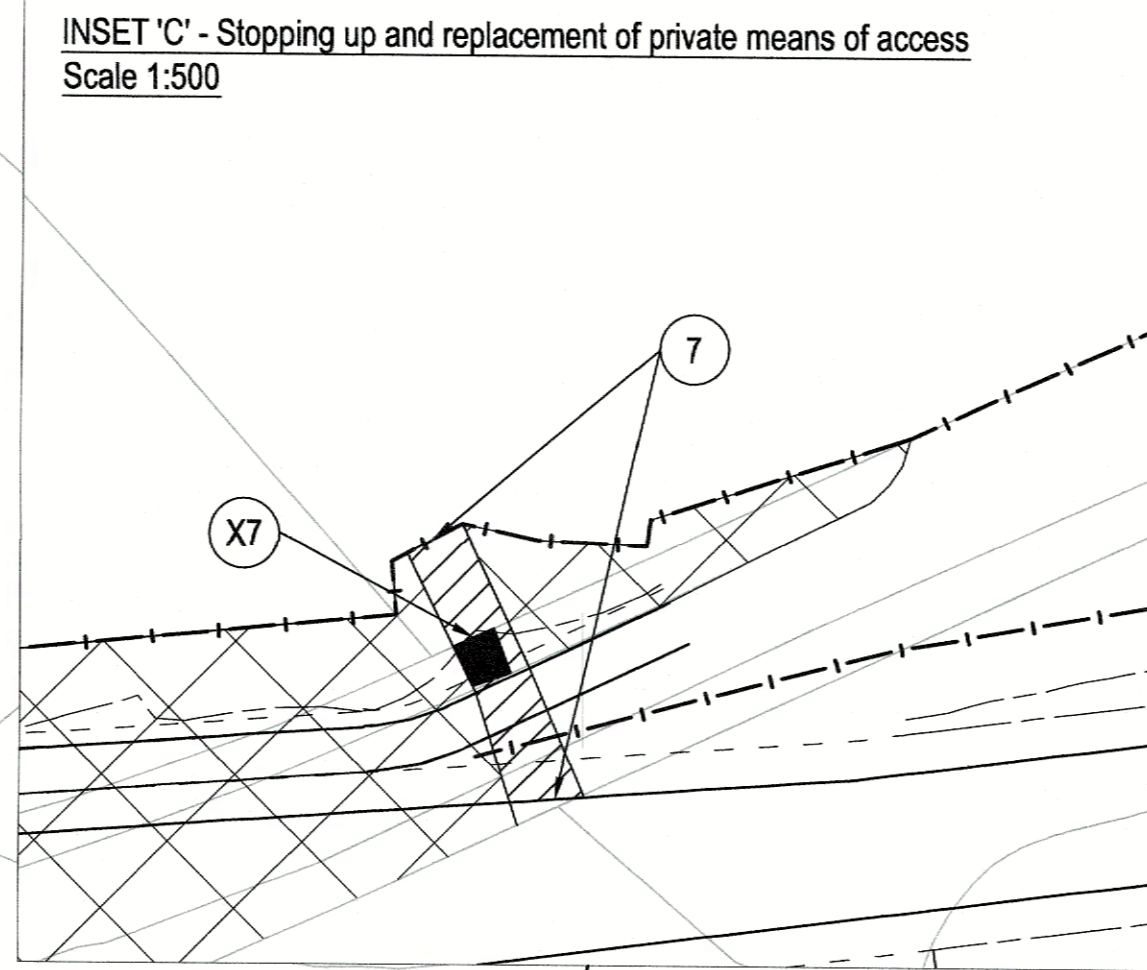 INSET 'C' - Stopping up and replacement of private means of access
Scale 1:500
7
X7